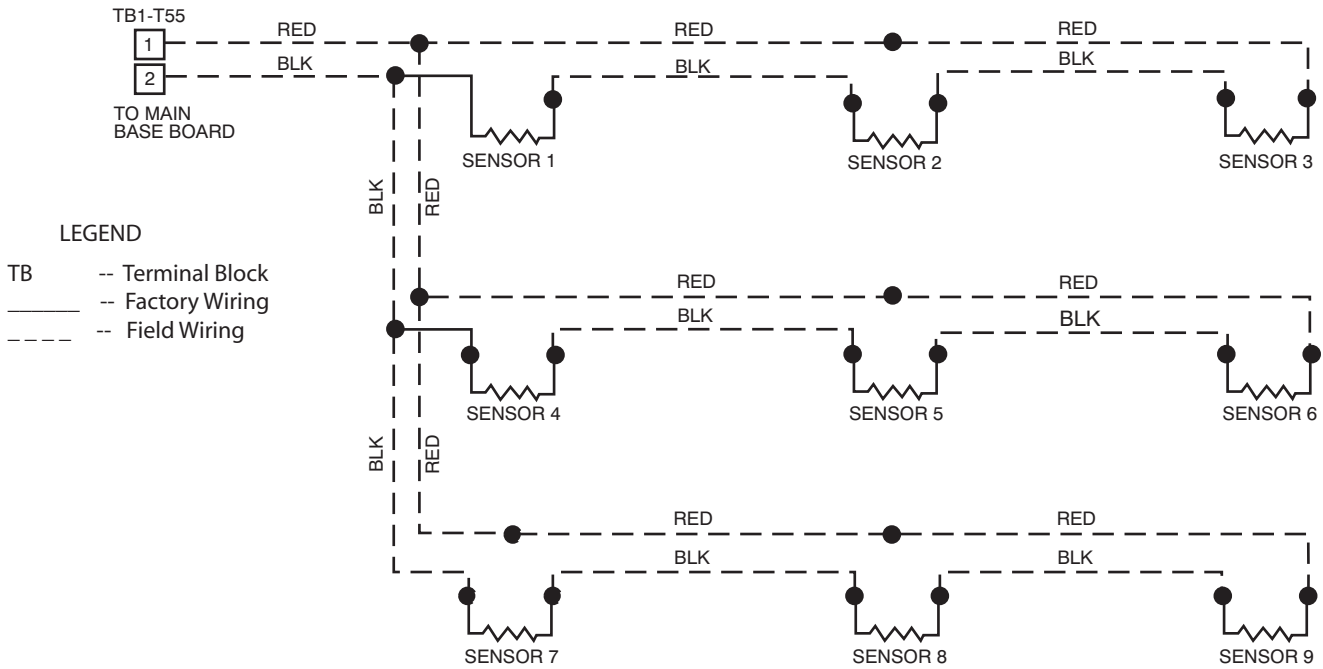 TB1-T55
1
RED
RED
RED
2
BLK
BLK
BLK
TO MAIN
BASE BOARD
SENSOR 1
SENSOR 2
SENSOR 3
BLK
RED
LEGEND
TB -- Terminal Block
______ -- Factory Wiring
_ _ _ _ -- Field Wiring
RED
RED
BLK
BLK
SENSOR 4
SENSOR 5
SENSOR 6
BLK
RED
RED
RED
BLK
BLK
SENSOR 7
SENSOR 8
SENSOR 9